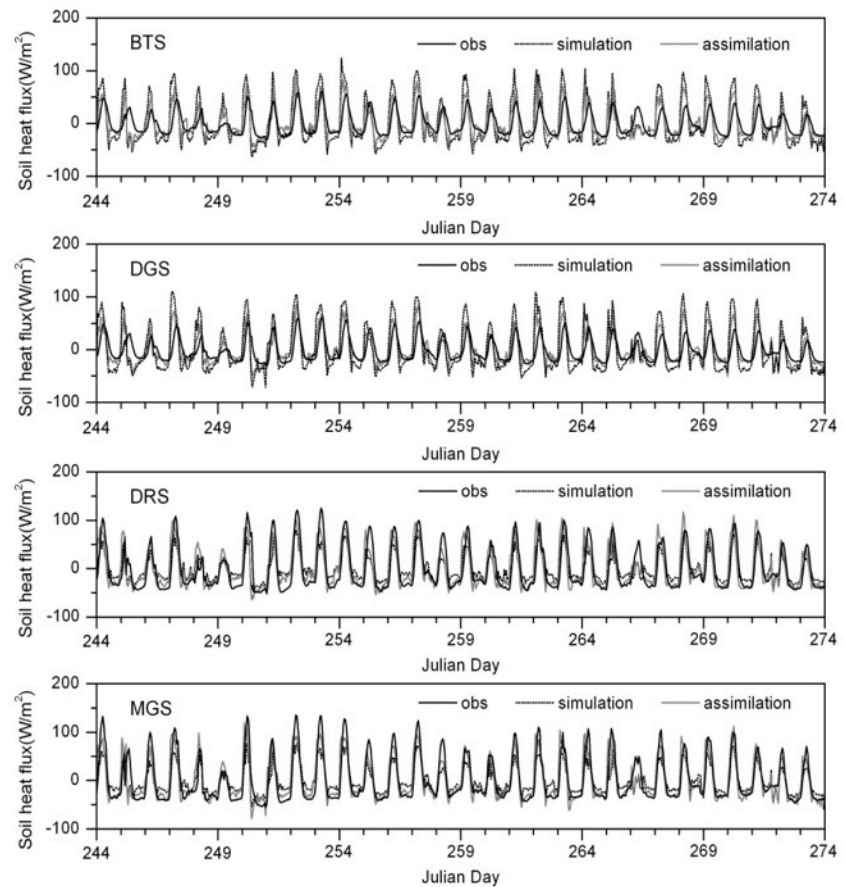 BTS
obs simulation assimilation
Soil heat flux(W/m²)
200
100
0
-100
244 249 254 259 264 269 274
Julian Day
DGS
obs simulation assimilation
Soil heat flux(W/m²)
200
100
0
-100
244 249 254 259 264 269 274
Julian Day
DRS
obs simulation assimilation
Soil heat flux(W/m²)
200
100
0
-100
244 249 254 259 264 269 274
Julian Day
MGS
obs simulation assimilation
Soil heat flux(W/m²)
200
100
0
-100
244 249 254 259 264 269 274
Julian Day